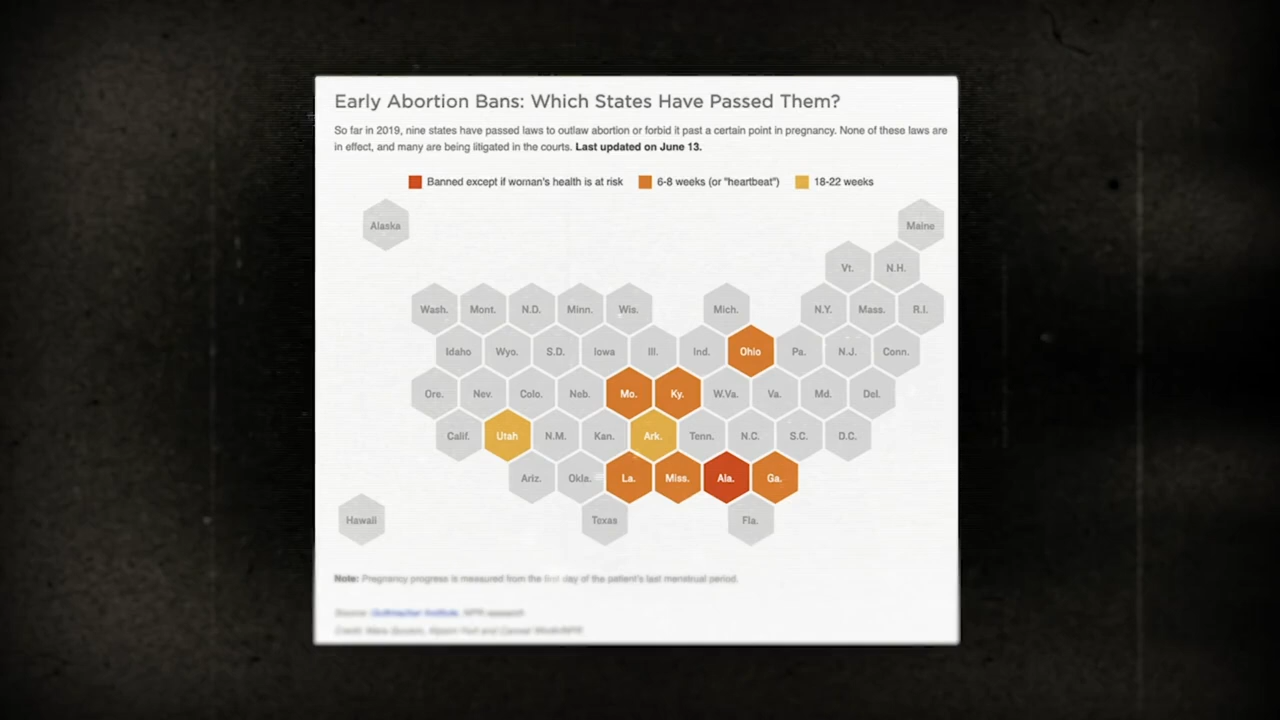 Early Abortion Bans: Which States Have Passed Them?
So far in 2019, nine states have passed laws to outlaw abortion or forbid it past a certain point in pregnancy. None of these laws are
in effect, and many are being litigated in the courts. Last updated on June 13.
Banned except if woman's health is at risk 6-8 weeks (or "heartbeat") 18-22 weeks
Alaska Maine
Vt. N.H.
Wash. Mont. N.D. Minn. Wis. Mich. N.Y. Mass. R.I.
Idaho Wyo. S.D. Iowa Ill. Ind. Ohio Pa. N.J. Conn.
Ore. Nev. Colo. Neb. Mo. Ky. W.Va. Va. Md. Del.
Calif. Utah N.M. Kan. Ark. Tenn. N.C. S.C. D.C.
Ariz. Okla. La. Miss. Ala. Ga.
Hawaii Texas Fla.
Note: Pregnancy progress is measured from the first day of the patient's last menstrual period.
Source: Guttmacher Institute, NPR research